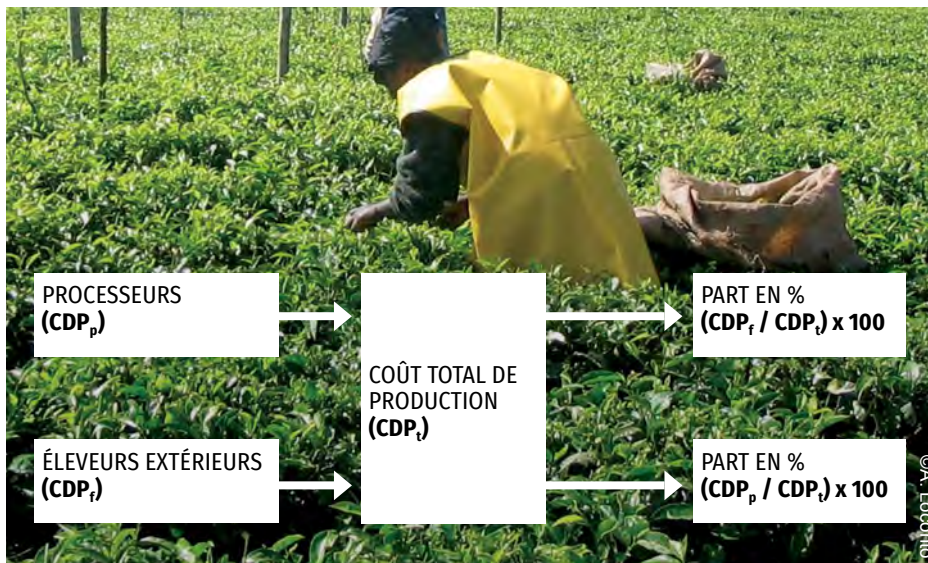 PROCESSEURS
(CDPp)
COÛT TOTAL DE
PRODUCTION
(CDPt)
PART EN %
(CDPf / CDPt) x 100
ÉLEVEURS EXTÉRIEURS
(CDPf)
PART EN %
(CDPp / CDPt) x 100
©A. Loconto